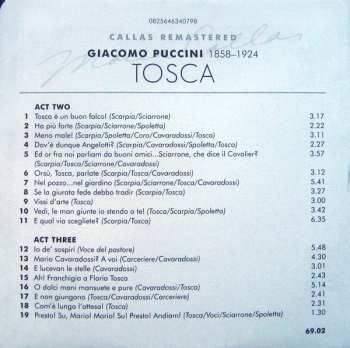 0825646340798
CALLAS REMASTERED
GIACOMO PUCCINI 1858–1924
TOSCA
ACT TWO
1 Tosca è un buon falco! (Scarpia/Sciarrone) 3.17
2 Ha più forte (Scarpia/Sciarrone/Spoletta) 2.22
3 Meno male! (Scarpia/Spoletta/Coro/Cavaradossi/Tosca) 3.11
4 Dov'è dunque Angelotti? (Scarpia/Cavaradossi/Spoletta/Tosca) 2.22
5 Ed or fra noi parliam da buoni amici...Sciarrone, che dice il Cavalier? 3.57
(Scarpia/Tosca/Sciarrone/Cavaradossi)
6 Orsù, Tosca, parlate (Scarpia/Tosca/Cavaradossi) 3.12
7 Nel pozzo...nel giardino (Scarpia/Sciarrone/Tosca/Cavaradossi) 5.41
8 Se la giurata fede debbo tradir (Scarpia/Tosca) 3.27
9 Vissi d'arte (Tosca) 3.00
10 Vedi, le man giunte io stendo a te! (Tosca/Scarpia/Spoletta) 3.42
11 E qual via scegliete? (Scarpia/Tosca) 6.35
ACT THREE
12 Io de' sospiri (Voce del pastore) 5.48
13 Mario Cavaradossi? A voi (Carceriere/Cavaradossi) 4.30
14 E lucevan le stelle (Cavaradossi) 3.01
15 Ah! Franchigia a Floria Tosca 2.43
16 O dolci mani mansuete e pure (Cavaradossi/Tosca) 5.14
17 E non giungono (Tosca/Cavaradossi/Carceriere) 1.41
18 Com'è lunga l'attesa! (Tosca) 2.31
19 Presto! Su, Mario! Mario! Su! Presto! Andiam! (Tosca/Voci/Sciarrone/Spoletta) 1.30
69.02